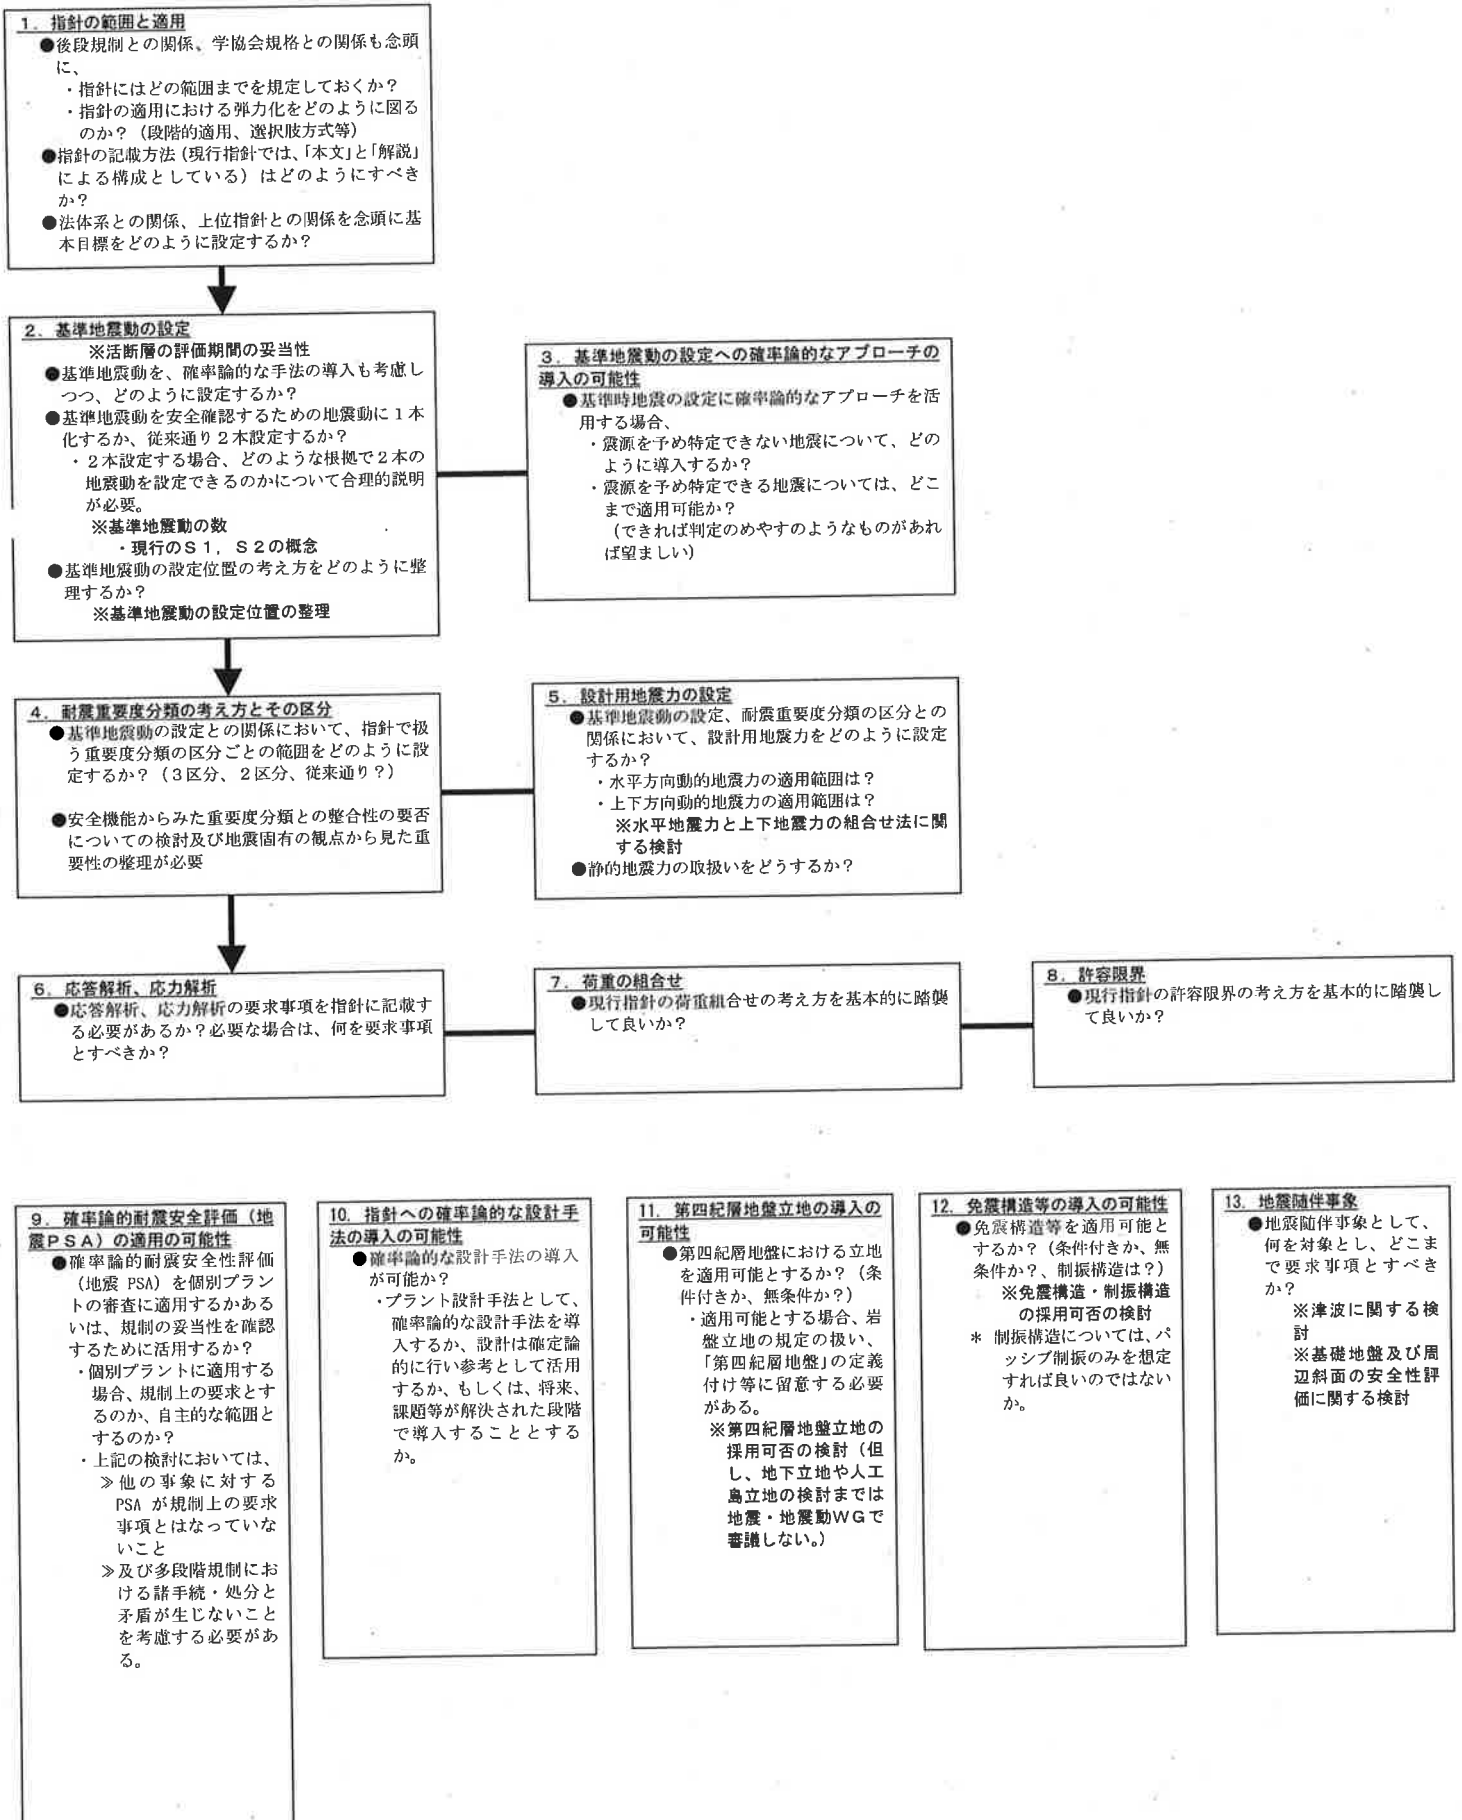 １．指針の範囲と適用
●後段規制との関係、学協会規格との関係も念頭
に、
・指針にはどの範囲までを規定しておくか？
・指針の適用における弾力化をどのように図る
のか？（段階的適用、選択肢方式等）
●指針の記載方法（現行指針では、「本文」と「解説」
による構成としている）はどのようにすべき
か？
●法体系との関係、上位指針との関係を念頭に基
本目標をどのように設定するか？
２．基準地震動の設定
※活断層の評価期間の妥当性
●基準地震動を、確率論的な手法の導入も考慮し
つつ、どのように設定するか？
●基準地震動を安全確認するための地震動に１本
化するか、従来通り２本設定するか？
・２本設定する場合、どのような根拠で２本の
地震動を設定できるのかについて合理的説明
が必要。
※基準地震動の数
・現行のＳ１，Ｓ２の概念
●基準地震動の設定位置の考え方をどのように整
理するか？
※基準地震動の設定位置の整理
３．基準地震動の設定への確率論的なアプローチの
導入の可能性
●基準時地震の設定に確率論的なアプローチを活
用する場合、
・震源を予め特定できない地震について、どの
ように導入するか？
・震源を予め特定できる地震については、どこ
まで適用可能か？
（できれば判定のめやすのようなものがあれ
ば望ましい）
４．耐震重要度分類の考え方とその区分
●基準地震動の設定との関係において、指針で扱
う重要度分類の区分ごとの範囲をどのように設
定するか？（３区分、２区分、従来通り？）
●安全機能からみた重要度分類との整合性の要否
についての検討及び地震固有の観点から見た重
要性の整理が必要
５．設計用地震力の設定
●基準地震動の設定、耐震重要度分類の区分との
関係において、設計用地震力をどのように設定
するか？
・水平方向動的地震力の適用範囲は？
・上下方向動的地震力の適用範囲は？
※水平地震力と上下地震力の組合せ法に関
する検討
●静的地震力の取扱いをどうするか？
６．応答解析、応力解析
●応答解析、応力解析の要求事項を指針に記載す
る必要があるか？必要な場合は、何を要求事項
とすべきか？
７．荷重の組合せ
●現行指針の荷重組合せの考え方を基本的に踏襲
して良いか？
８．許容限界
●現行指針の許容限界の考え方を基本的に踏襲し
て良いか？
９．確率論的耐震安全評価（地
震ＰＳＡ）の適用の可能性
●確率論的耐震安全性評価
（地震 PSA）を個別プラン
トの審査に適用するかある
いは、規制の妥当性を確認
するために活用するか？
・個別プラントに適用する
場合、規制上の要求とす
るのか、自主的な範囲と
するのか？
・上記の検討においては、
≫他の事象に対する
PSA が規制上の要求
事項とはなっていな
いこと
≫及び多段階規制にお
ける諸手続・処分と
矛盾が生じないこと
を考慮する必要があ
る。
10．指針への確率論的な設計手
法の導入の可能性
●確率論的な設計手法の導入
が可能か？
・プラント設計手法として、
確率論的な設計手法を導
入するか、設計は確定論
的に行い参考として活用
するか、もしくは、将来、
課題等が解決された段階
で導入することとする
か。
11．第四紀層地盤立地の導入の
可能性
●第四紀層地盤における立地
を適用可能とするか？（条
件付きか、無条件か？）
・適用可能とする場合、岩
盤立地の規定の扱い、
「第四紀層地盤」の定義
付け等に留意する必要
がある。
※第四紀層地盤立地の
採用可否の検討（但
し、地下立地や人工
島立地の検討までは
地震・地震動ＷＧで
審議しない。）
12．免震構造等の導入の可能性
●免震構造等を適用可能と
するか？（条件付きか、無
条件か？、制振構造は？）
※免震構造・制振構造
の採用可否の検討
＊ 制振構造については、パ
ッシブ制振のみを想定
すれば良いのではない
か。
13．地震随伴事象
●地震随伴事象として、
何を対象とし、どこま
で要求事項とすべき
か？
※津波に関する検
討
※基礎地盤及び周
辺斜面の安全性評
価に関する検討